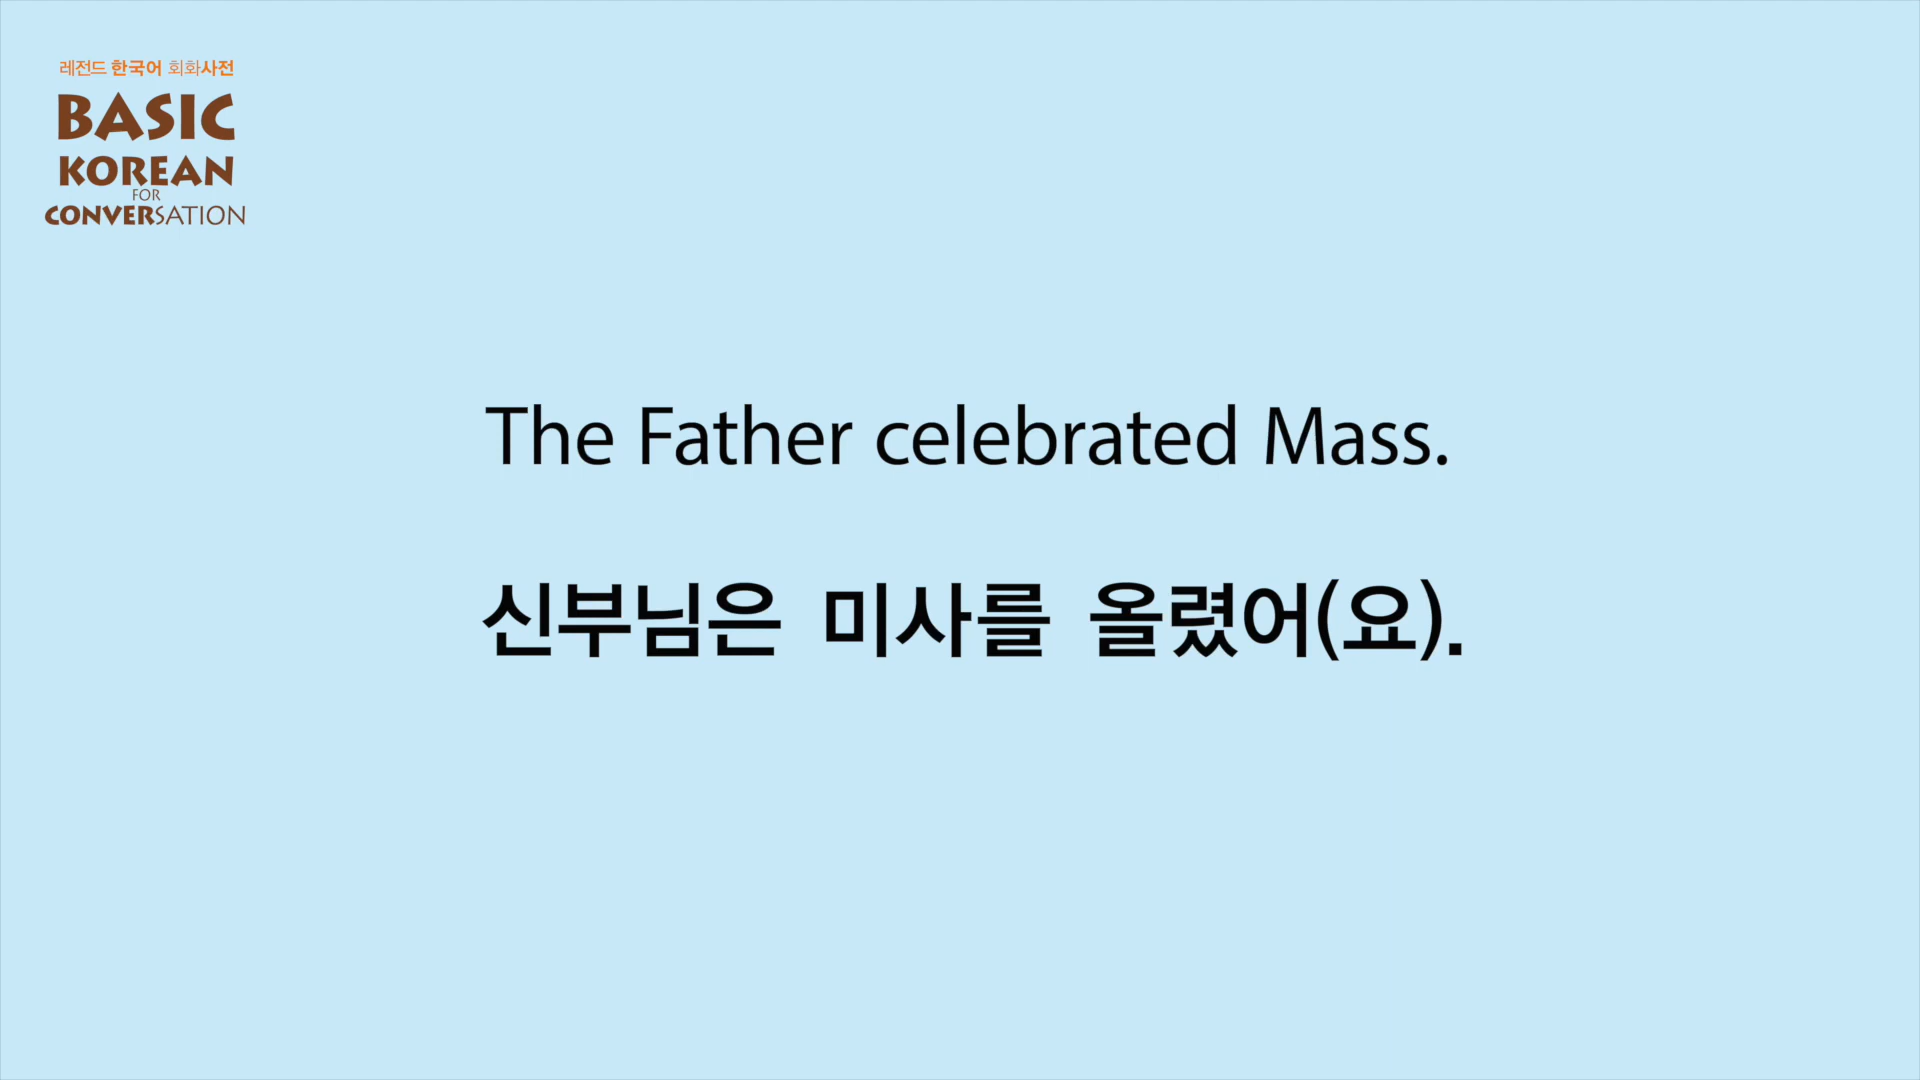 레전드 한국어 회화사전
BASIC
KOREAN
FOR
CONVERSATION
The Father celebrated Mass.
신부님은 미사를 올렸어(요).